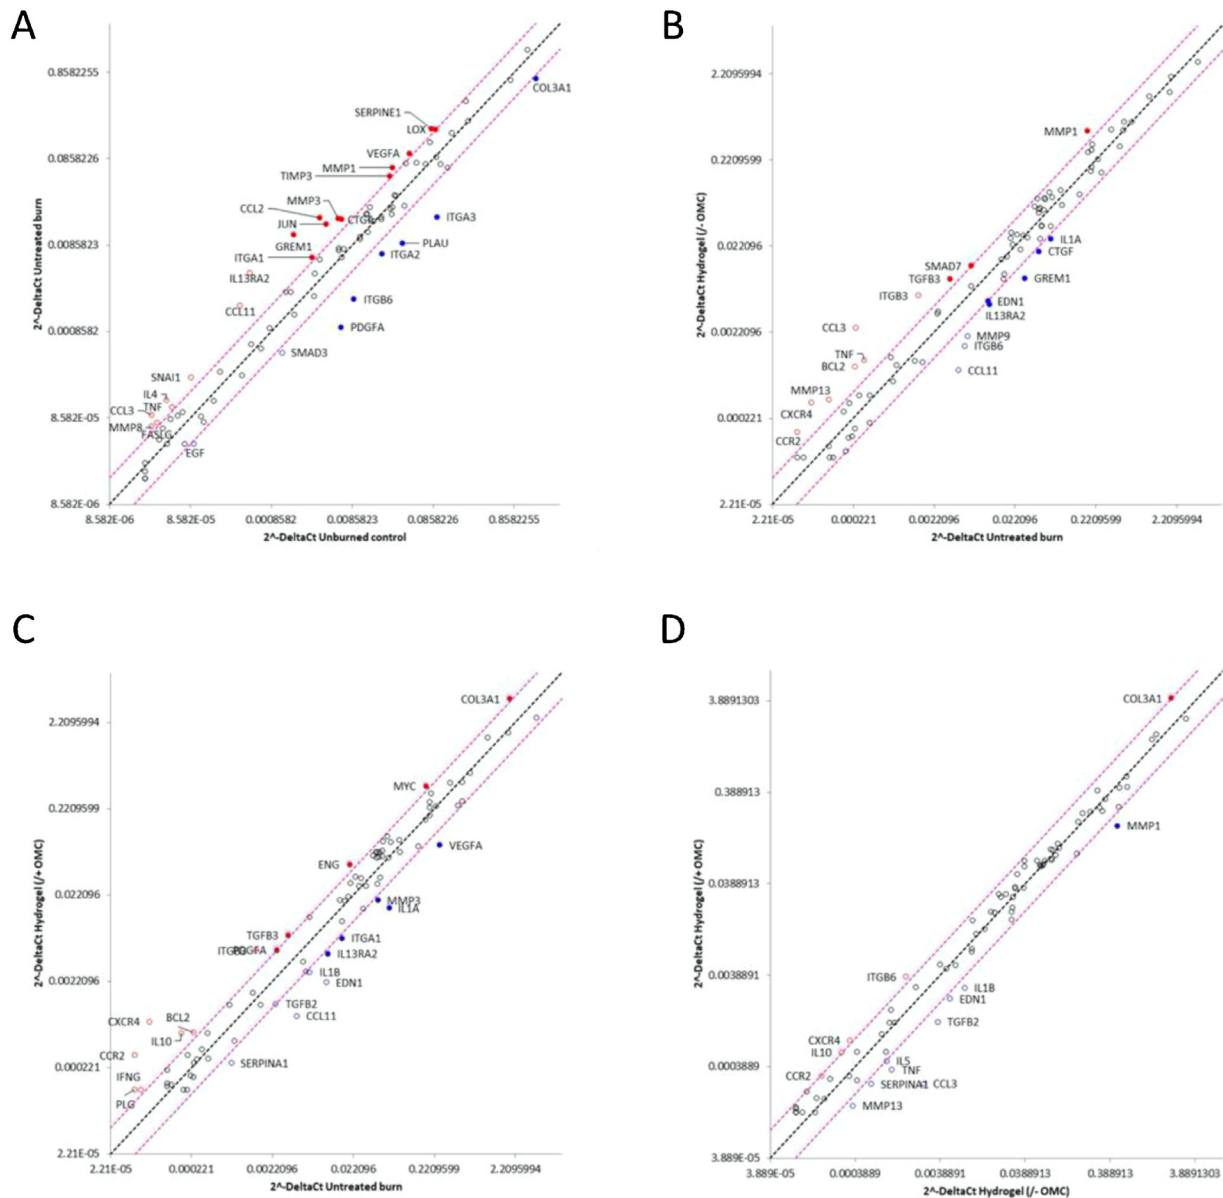 A
0.8582255
COL3A1
SERPINE1
LOX
0.0858226
VEGFA
MMP1
TIMP3
MMP3
CCL2
CTGF
ITGA3
JUN
PLAU
0.0085823
GREM1
ITGA2
ITGA1
IL13RA2
ITGB6
CCL11
0.0008582
PDGFA
SMAD3
SNAI1
IL4
TNF
CCL3
8.582E-05
MMP8
FASLG
EGF
8.582E-06
8.582E-06 8.582E-05 0.0008582 0.0085823 0.0858226 0.8582255
2^-DeltaCt Unburned control
2^-DeltaCt Untreated burn
B
2.2095994
MMP1
0.2209599
0.022096
IL1A
CTGF
SMAD7
TGFB3
GREM1
ITGB3
EDN1
IL13RA2
CCL3
0.0022096
MMP9
ITGB6
TNF
BCL2
CCL11
MMP13
0.000221
CXCR4
CCR2
2.21E-05
2.21E-05 0.000221 0.0022096 0.022096 0.2209599 2.2095994
2^-DeltaCt Untreated burn
2^-DeltaCt Hydrogel (/- OMC)
C
COL3A1
2.2095994
MYC
0.2209599
VEGFA
ENG
0.022096
MMP3
IL1A
TGFB3
ITGA1
PDGFA
IL13RA2
IL1B
0.0022096
EDN1
TGFB2
CCL11
CXCR4
BCL2
IL10
CCR2
SERPINA1
0.000221
IFNG
PLG
2.21E-05
2.21E-05 0.000221 0.0022096 0.022096 0.2209599 2.2095994
2^-DeltaCt Untreated burn
2^-DeltaCt Hydrogel (/+ OMC)
D
3.8891303
COL3A1
0.388913
MMP1
0.0388913
0.0038891
ITGB6
IL1B
EDN1
TGFB2
CXCR4
IL10
IL5
0.0003889
TNF
CCR2
SERPINA1
CCL3
MMP13
3.889E-05
3.889E-05 0.0003889 0.0038891 0.0388913 0.388913 3.8891303
2^-DeltaCt Hydrogel (/- OMC)
2^-DeltaCt Hydrogel (/+ OMC)